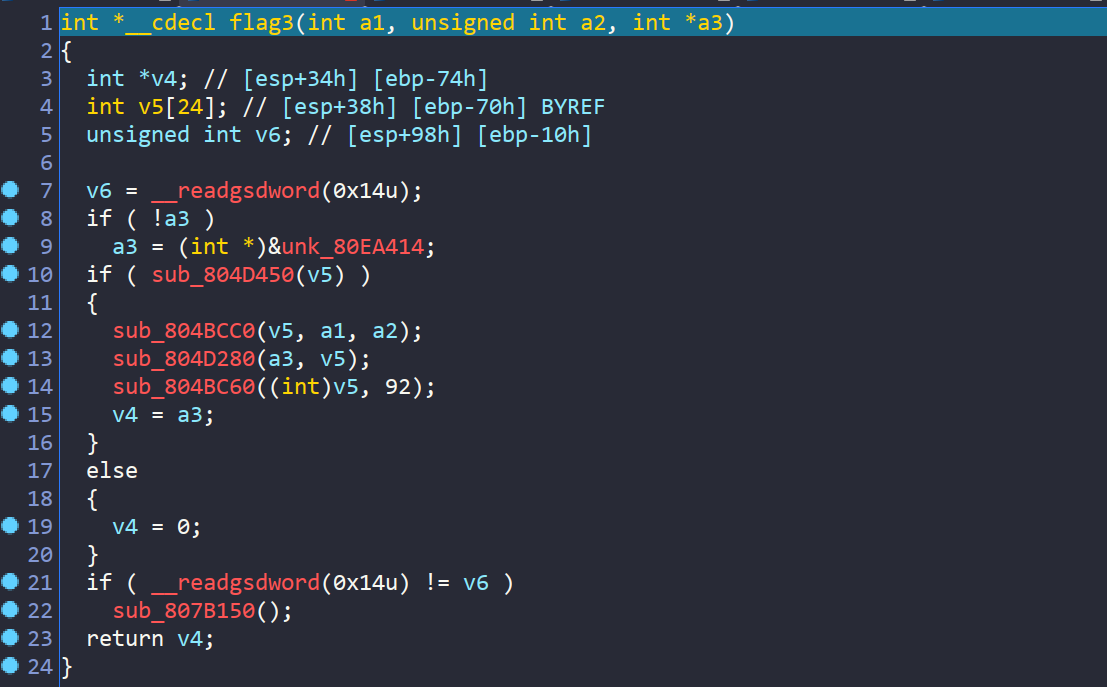 1 int *__cdecl flag3(int a1, unsigned int a2, int *a3)
2 {
3   int *v4; // [esp+34h] [ebp-74h]
4   int v5[24]; // [esp+38h] [ebp-70h] BYREF
5   unsigned int v6; // [esp+98h] [ebp-10h]
6
7   v6 = __readgsdword(0x14u);
8   if ( !a3 )
9     a3 = (int *)&unk_80EA414;
10   if ( sub_804D450(v5) )
11   {
12     sub_804BCC0(v5, a1, a2);
13     sub_804D280(a3, v5);
14     sub_804BC60((int)v5, 92);
15     v4 = a3;
16   }
17   else
18   {
19     v4 = 0;
20   }
21   if ( __readgsdword(0x14u) != v6 )
22     sub_807B150();
23   return v4;
24 }